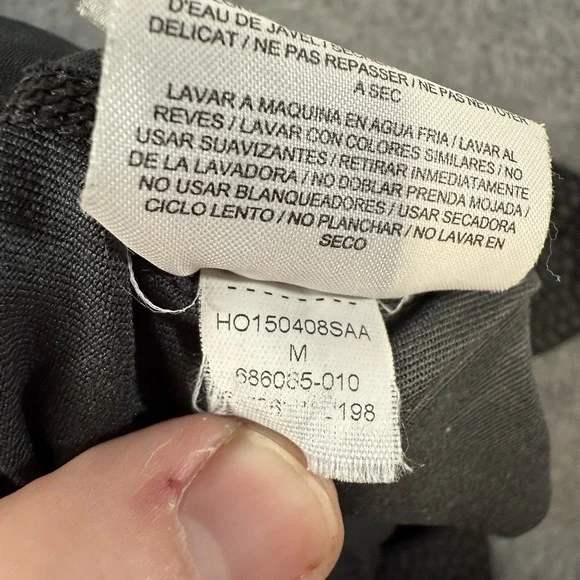 D'EAU DE JAVEL
DELICAT / NE PAS REPASSER / NE PAS NETTOYER
A SEC
LAVAR A MAQUINA EN AGUA FRIA / LAVAR AL
REVES / LAVAR CON COLORES SIMILARES / NO
USAR SUAVIZANTES / RETIRAR INMEDIATAMENTE
DE LA LAVADORA / NO DOBLAR PRENDA MOJADA /
NO USAR BLANQUEADORES / USAR SECADORA
CICLO LENTO / NO PLANCHAR / NO LAVAR EN
SECO
HO150408SAA
M
686085-010
198